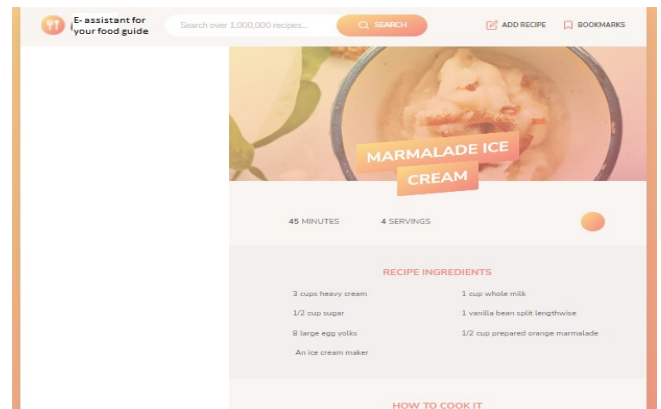 E- assistant for
your food guide
Search over 1,000,000 recipes...
SEARCH
ADD RECIPE
BOOKMARKS
MARMALADE ICE
CREAM
45 MINUTES
4 SERVINGS
RECIPE INGREDIENTS
3 cups heavy cream
1 cup whole milk
1/2 cup sugar
1 vanilla bean split lengthwise
8 large egg yolks
1/2 cup prepared orange marmalade
An ice cream maker
HOW TO COOK IT